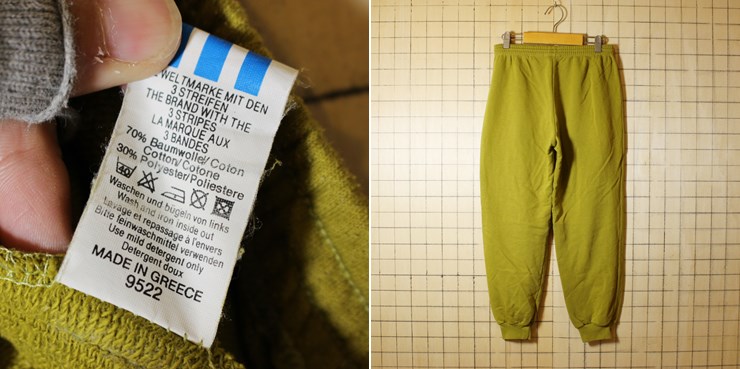 WELTMARKE MIT DEN
3 STREIFEN
THE BRAND WITH THE
3 STRIPES
LA MARQUE AUX
3 BANDES
70% Baumwolle/Coton
Cotton/Cotone
30% Polyester/Poliestere
40
Waschen und bügeln von links
Wash and iron inside out
Lavage et repassage à l'envers
Bitte feinwaschmittel verwenden
Use mild detergent only
Detergent doux
MADE IN GREECE
9522